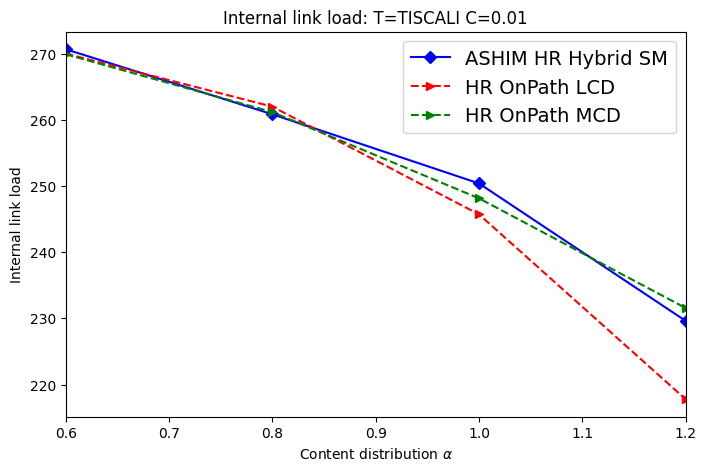 Internal link load: T=TISCALI C=0.01
270
260
250
240
230
220
Internal link load
ASHIM HR Hybrid SM
HR OnPath LCD
HR OnPath MCD
0.6 0.7 0.8 0.9 1.0 1.1 1.2
Content distribution α